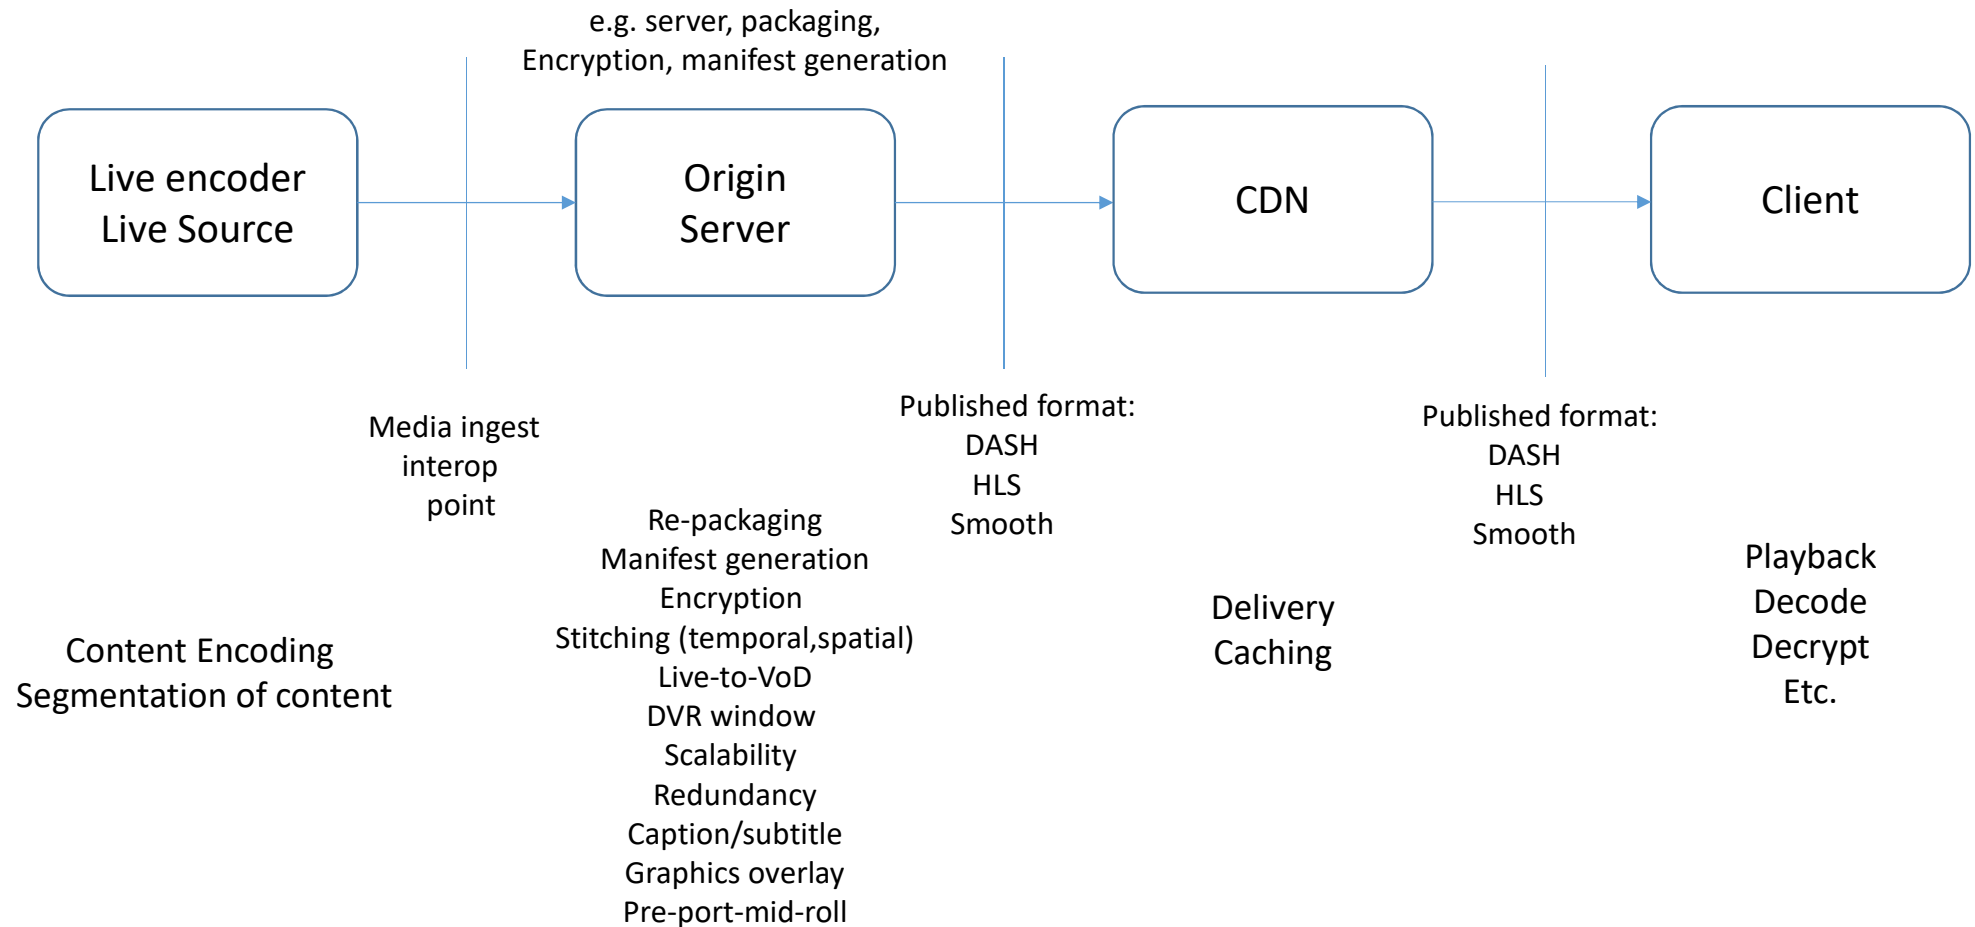 e.g. server, packaging,
Encryption, manifest generation
Live encoder
Live Source
Origin
Server
CDN
Client
Media ingest
interop
point
Published format:
DASH
HLS
Smooth
Published format:
DASH
HLS
Smooth
Content Encoding
Segmentation of content
Re-packaging
Manifest generation
Encryption
Stitching (temporal,spatial)
Live-to-VoD
DVR window
Scalability
Redundancy
Caption/subtitle
Graphics overlay
Pre-port-mid-roll
Delivery
Caching
Playback
Decode
Decrypt
Etc.